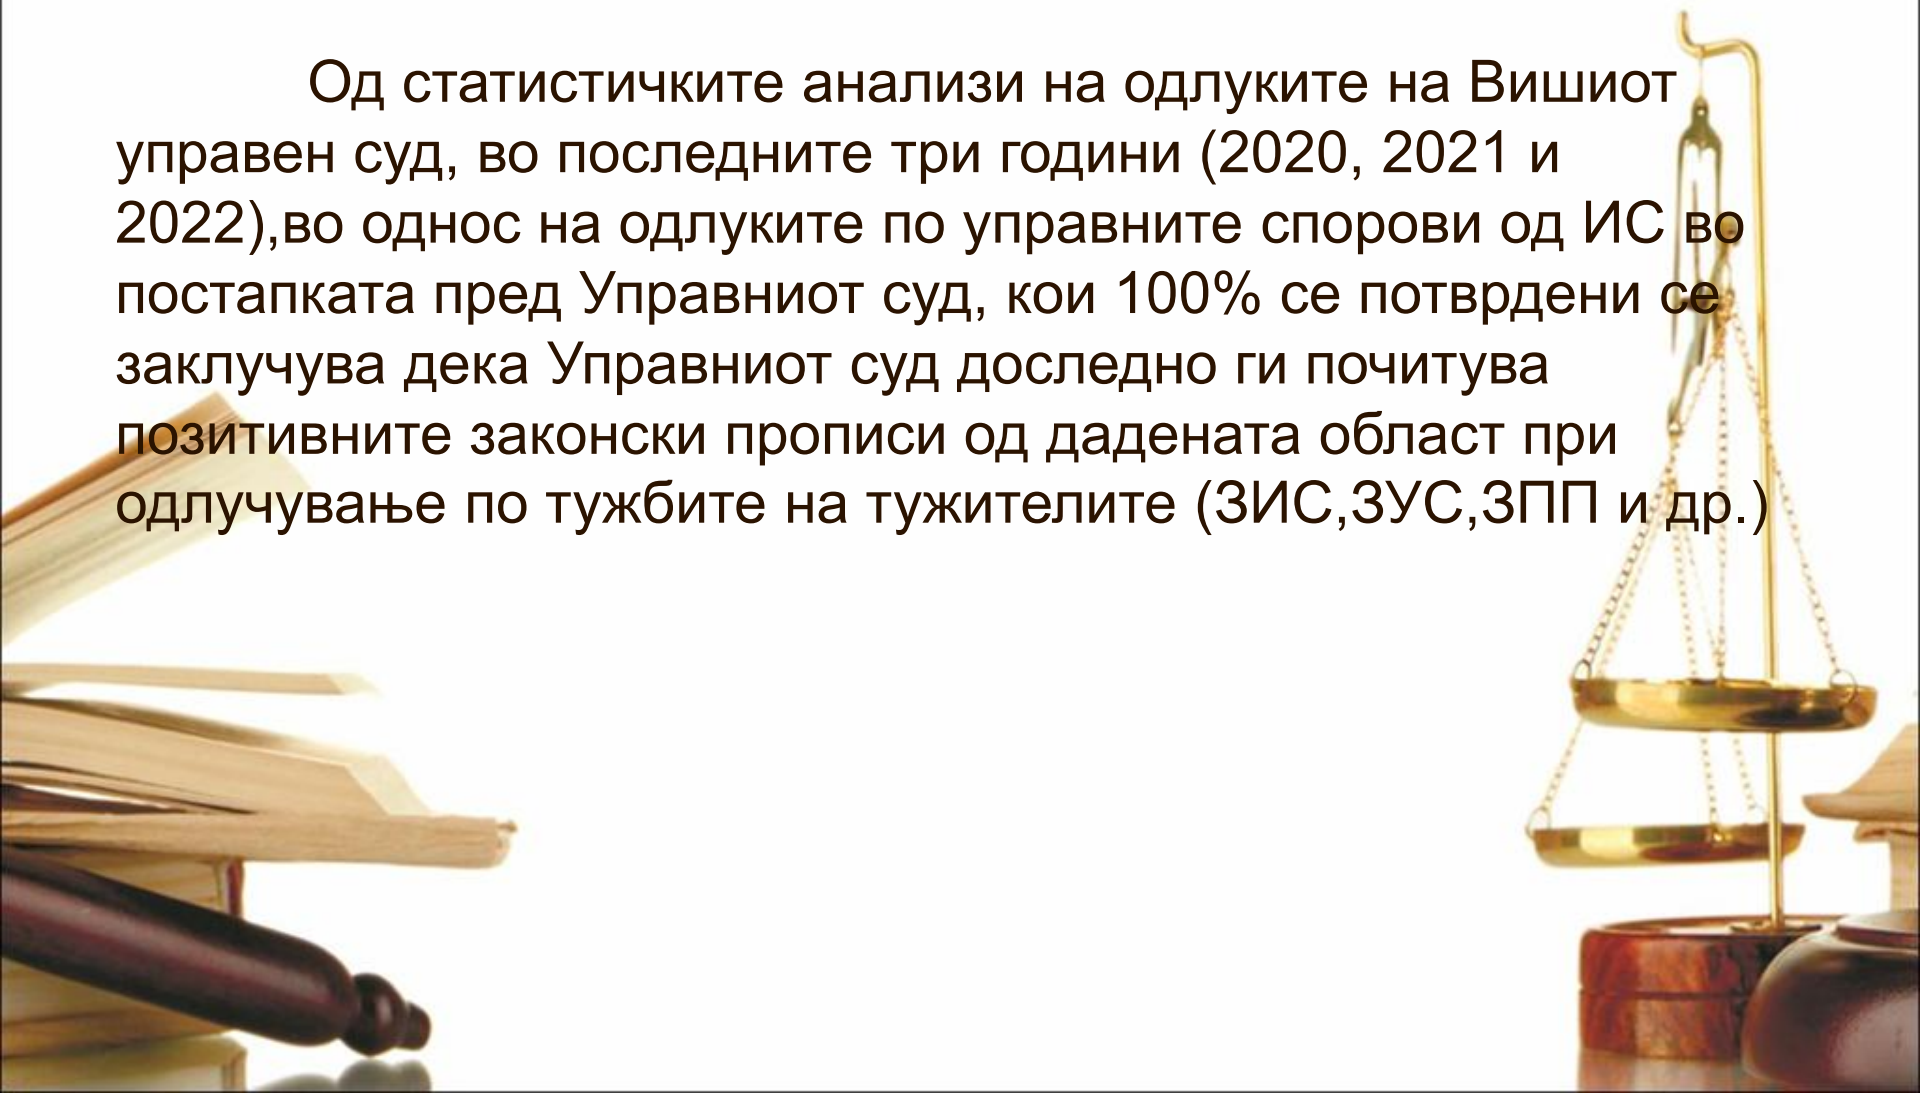 Од статистичките анализи на одлуките на Вишиот
управен суд, во последните три години (2020, 2021 и
2022),во однос на одлуките по управните спорови од ИС во
постапката пред Управниот суд, кои 100% се потврдени се
заклучува дека Управниот суд доследно ги почитува
позитивните законски прописи од дадената област при
одлучување по тужбите на тужителите (ЗИС,ЗУС,ЗПП и др.)